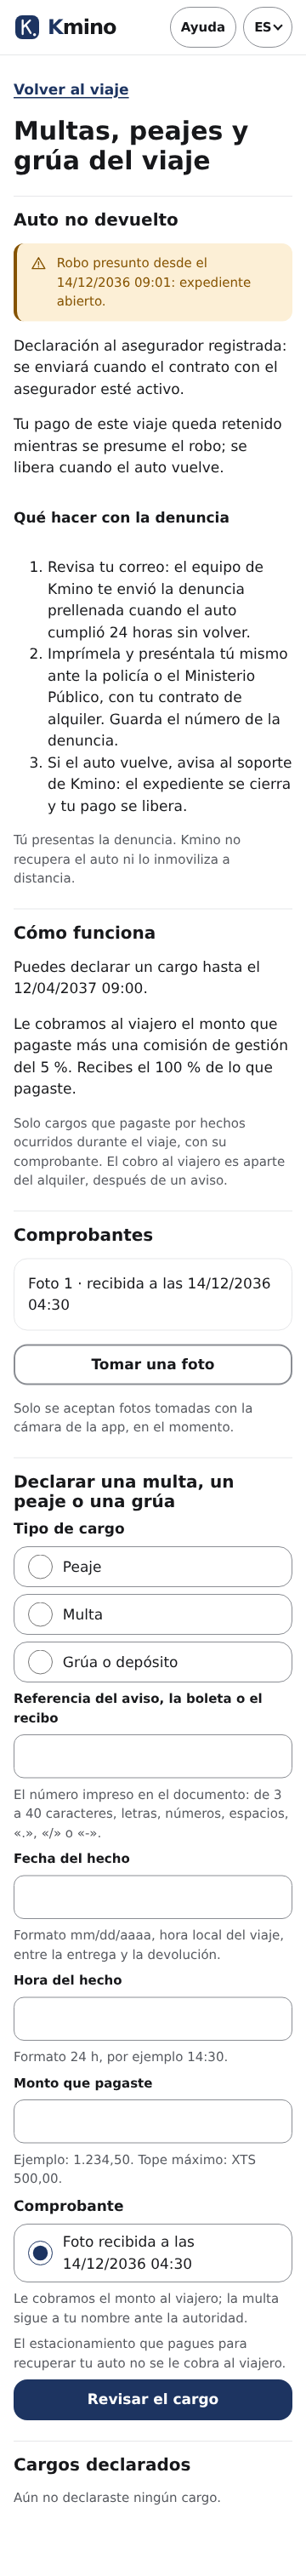 Kmino
Ayuda
ES
Volver al viaje
Multas, peajes y
grúa del viaje
Auto no devuelto
Robo presunto desde el
14/12/2036 09:01: expediente
abierto.
Declaración al asegurador registrada:
se enviará cuando el contrato con el
asegurador esté activo.
Tu pago de este viaje queda retenido
mientras se presume el robo; se
libera cuando el auto vuelve.
Qué hacer con la denuncia
1. Revisa tu correo: el equipo de
Kmino te envió la denuncia
prellenada cuando el auto
cumplió 24 horas sin volver.
2. Imprímela y preséntala tú mismo
ante la policía o el Ministerio
Público, con tu contrato de
alquiler. Guarda el número de la
denuncia.
3. Si el auto vuelve, avisa al soporte
de Kmino: el expediente se cierra
y tu pago se libera.
Tú presentas la denuncia. Kmino no
recupera el auto ni lo inmoviliza a
distancia.
Cómo funciona
Puedes declarar un cargo hasta el
12/04/2037 09:00.
Le cobramos al viajero el monto que
pagaste más una comisión de gestión
del 5 %. Recibes el 100 % de lo que
pagaste.
Solo cargos que pagaste por hechos
ocurridos durante el viaje, con su
comprobante. El cobro al viajero es aparte
del alquiler, después de un aviso.
Comprobantes
Foto 1 · recibida a las 14/12/2036
04:30
Tomar una foto
Solo se aceptan fotos tomadas con la
cámara de la app, en el momento.
Declarar una multa, un
peaje o una grúa
Tipo de cargo
Peaje
Multa
Grúa o depósito
Referencia del aviso, la boleta o el
recibo
El número impreso en el documento: de 3
a 40 caracteres, letras, números, espacios,
«.», «/» o «-».
Fecha del hecho
Formato mm/dd/aaaa, hora local del viaje,
entre la entrega y la devolución.
Hora del hecho
Formato 24 h, por ejemplo 14:30.
Monto que pagaste
Ejemplo: 1.234,50. Tope máximo: XTS
500,00.
Comprobante
Foto recibida a las
14/12/2036 04:30
Le cobramos el monto al viajero; la multa
sigue a tu nombre ante la autoridad.
El estacionamiento que pagues para
recuperar tu auto no se le cobra al viajero.
Revisar el cargo
Cargos declarados
Aún no declaraste ningún cargo.